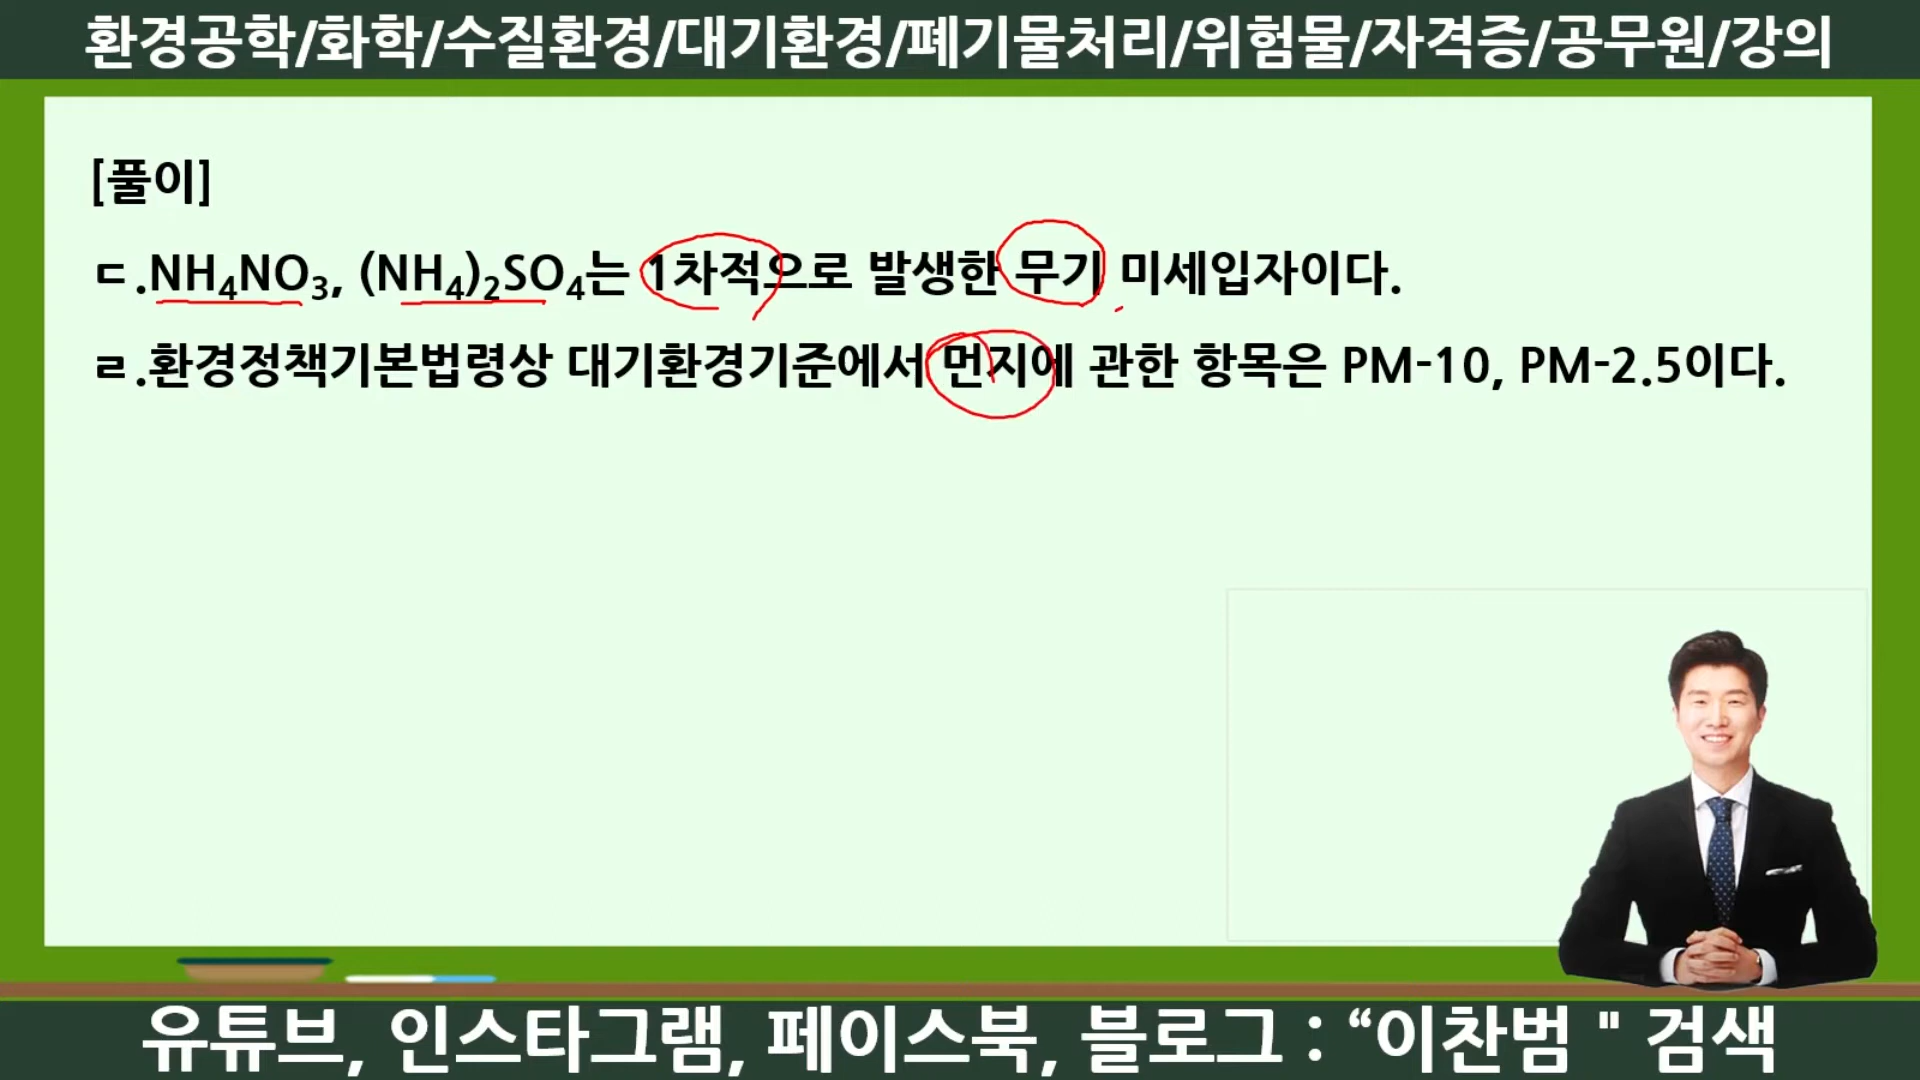 환경공학/화학/수질환경/대기환경/폐기물처리/위험물/자격증/공무원/강의
[풀이]
ㄷ.NH₄NO₃, (NH₄)₂SO₄는 1차적으로 발생한 무기 미세입자이다.
ㄹ.환경정책기본법령상 대기환경기준에서 먼지에 관한 항목은 PM-10, PM-2.5이다.
유튜브, 인스타그램, 페이스북, 블로그 : “이찬범 " 검색